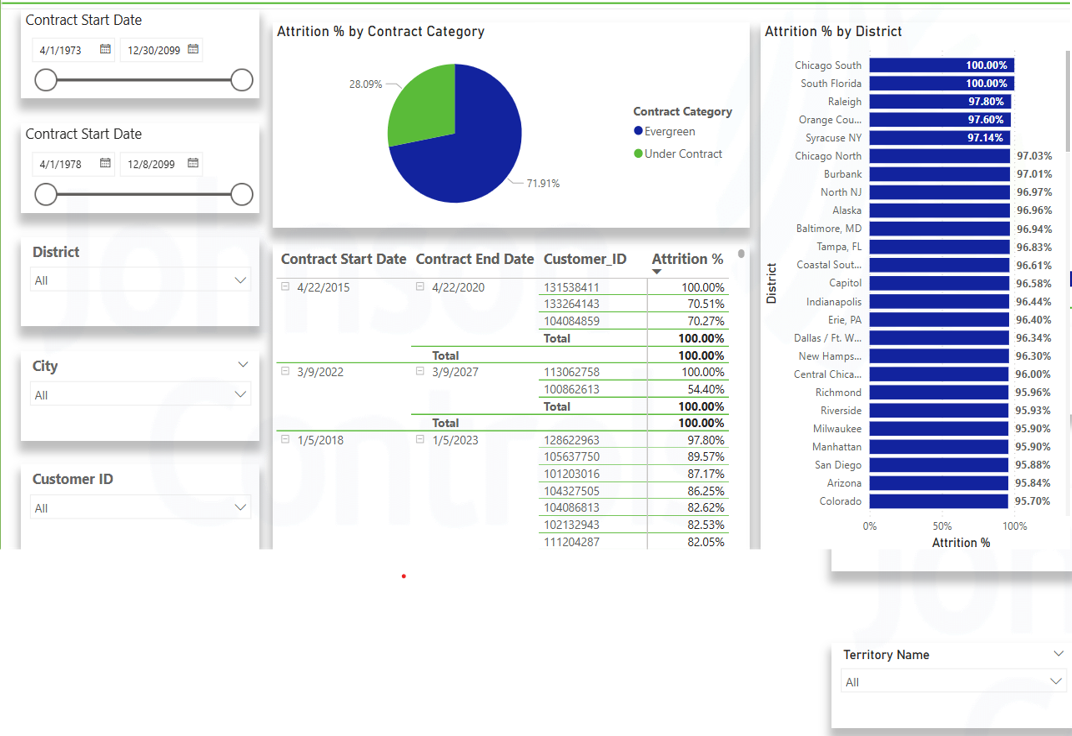 Contract Start Date
4/1/1973 12/30/2099
Contract Start Date
4/1/1978 12/8/2099
District
All
City
All
Customer ID
All
Attrition % by Contract Category
28.09%
71.91%
Contract Category
Evergreen
Under Contract
Contract Start Date Contract End Date Customer_ID Attrition %
4/22/2015 4/22/2020 131538411 100.00%
133264143 70.51%
104084859 70.27%
Total 100.00%
Total 100.00%
3/9/2022 3/9/2027 113062758 100.00%
100862613 54.40%
Total 100.00%
Total 100.00%
1/5/2018 1/5/2023 128622963 97.80%
105637750 89.57%
101203016 87.17%
104327505 86.25%
104086813 82.62%
102132943 82.53%
111204287 82.05%
Attrition % by District
District
Chicago South 100.00%
South Florida 100.00%
Raleigh 97.80%
Orange Cou... 97.60%
Syracuse NY 97.14%
Chicago North 97.03%
Burbank 97.01%
North NJ 96.97%
Alaska 96.96%
Baltimore, MD 96.94%
Tampa, FL 96.83%
Coastal Sout... 96.61%
Capitol 96.58%
Indianapolis 96.44%
Erie, PA 96.40%
Dallas / Ft. W... 96.34%
New Hamps... 96.30%
Central Chica... 96.00%
Richmond 95.96%
Riverside 95.93%
Milwaukee 95.90%
Manhattan 95.90%
San Diego 95.88%
Arizona 95.84%
Colorado 95.70%
0% 50% 100%
Attrition %
Territory Name
All
Johnson
Controls